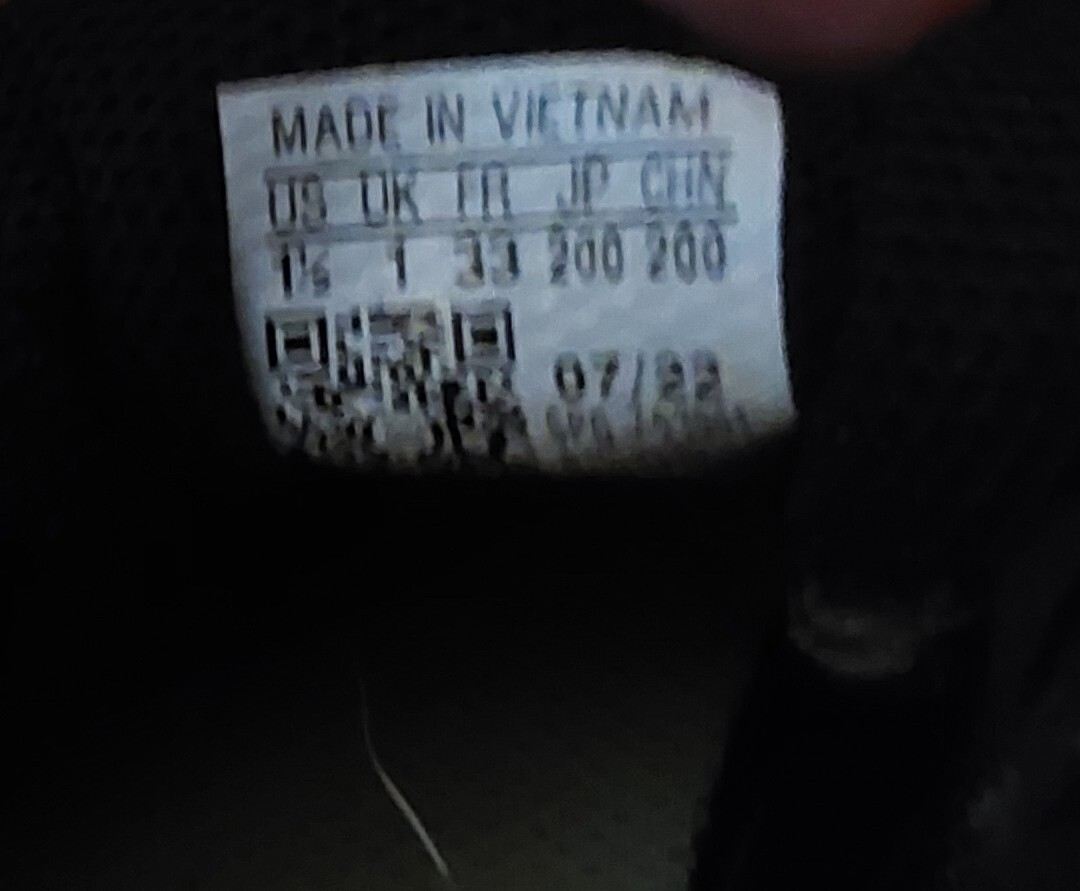 MADE IN VIETNAM
US UK FR JP CHN
1½ 1 33 200 200
07/22